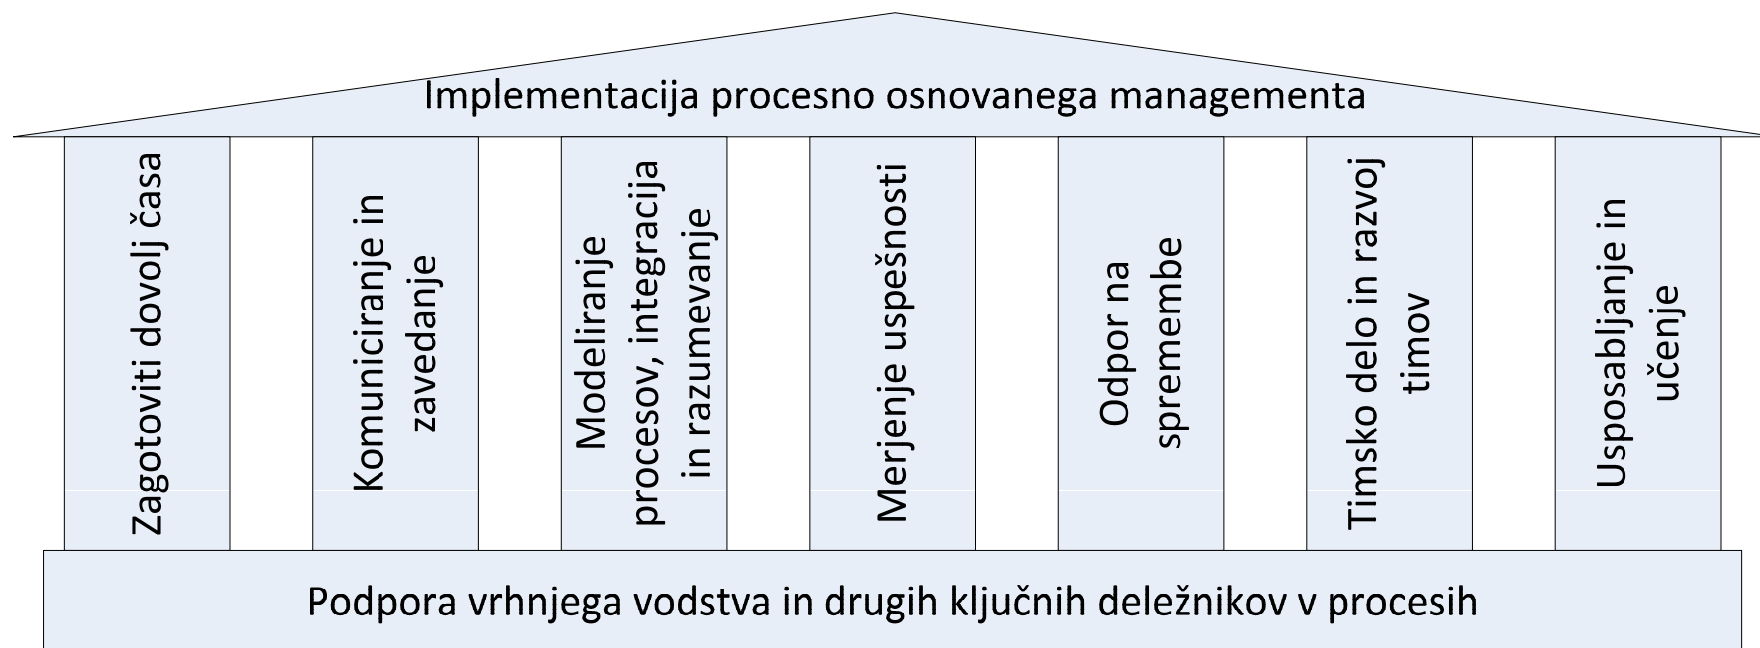 Implementacija procesno osnovanega managementa
Zagotoviti dovolj časa
Komuniciranje in
zavedanje
Modeliranje
procesov, integracija
in razumevanje
Merjenje uspešnosti
Odpor na
spremembe
Timsko delo in razvoj
timov
Usposabljanje in
učenje
Podpora vrhnjega vodstva in drugih ključnih deležnikov v procesih